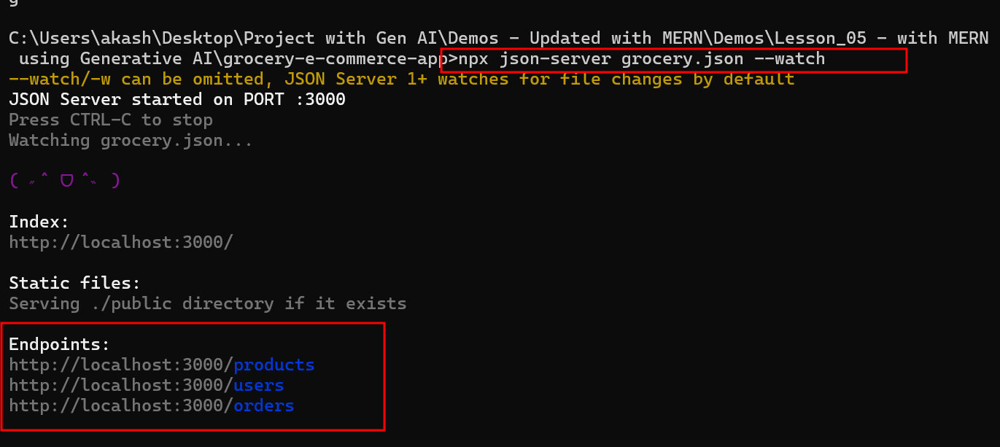 g
C:\Users\akash\Desktop\Project with Gen AI\Demos - Updated with MERN\Demos\Lesson_05 - with MERN
using Generative AI\grocery-e-commerce-app>npx json-server grocery.json --watch
--watch/-w can be omitted, JSON Server 1+ watches for file changes by default
JSON Server started on PORT :3000
Press CTRL-C to stop
Watching grocery.json...
( ˶ˆ ᗜ ˆ˵ )
Index:
http://localhost:3000/
Static files:
Serving ./public directory if it exists
Endpoints:
http://localhost:3000/products
http://localhost:3000/users
http://localhost:3000/orders